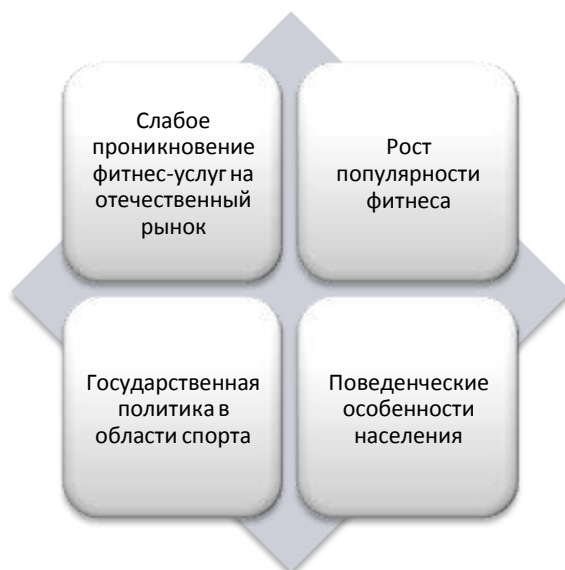 Слабое
проникновение
фитнес-услуг на
отечественный
рынок
Рост
популярности
фитнеса
Государственная
политика в
области спорта
Поведенческие
особенности
населения